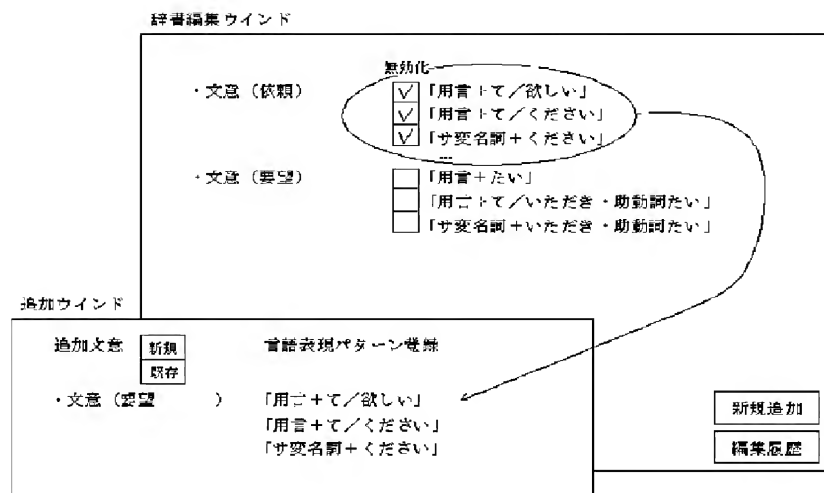 辞書編集ウインド
無効化
・文意（依頼）
「用言＋て／欲しい」
「用言＋て／ください」
「サ変名詞＋ください」
...
・文意（要望）
「用言＋たい」
「用言＋て／いただき・助動詞たい」
「サ変名詞＋いただき・助動詞たい」
追加ウインド
追加文意 新規 言語表現パターン登録
既存
・文意（要望　　　） 「用言＋て／欲しい」
「用言＋て／ください」
「サ変名詞＋ください」
新規追加
編集履歴